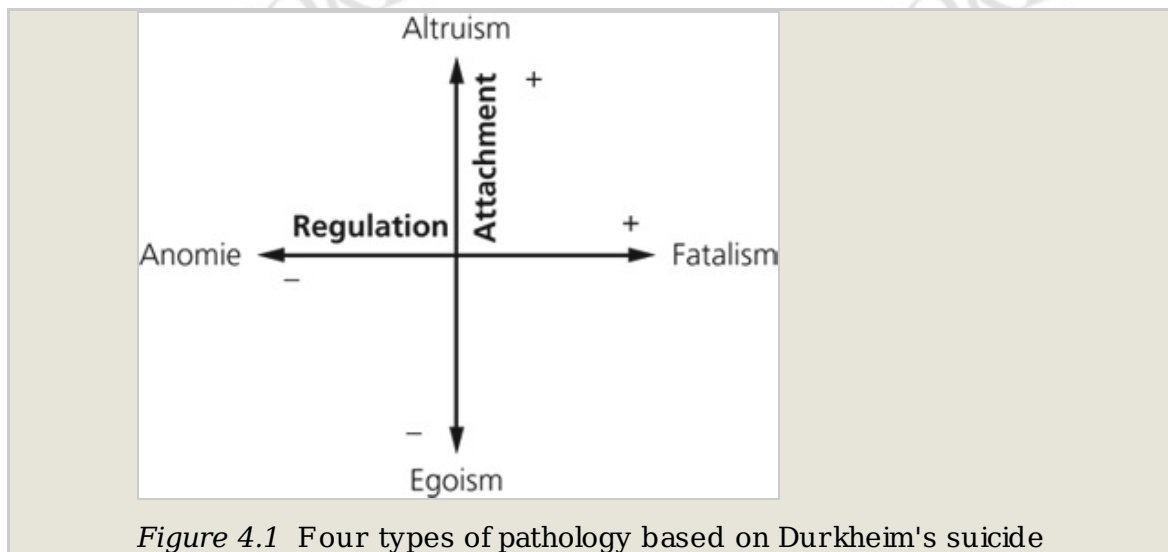 Altruism
+
Attachment
Regulation
+
Anomie
Fatalism
–
–
Egoism
Figure 4.1 Four types of pathology based on Durkheim's suicide